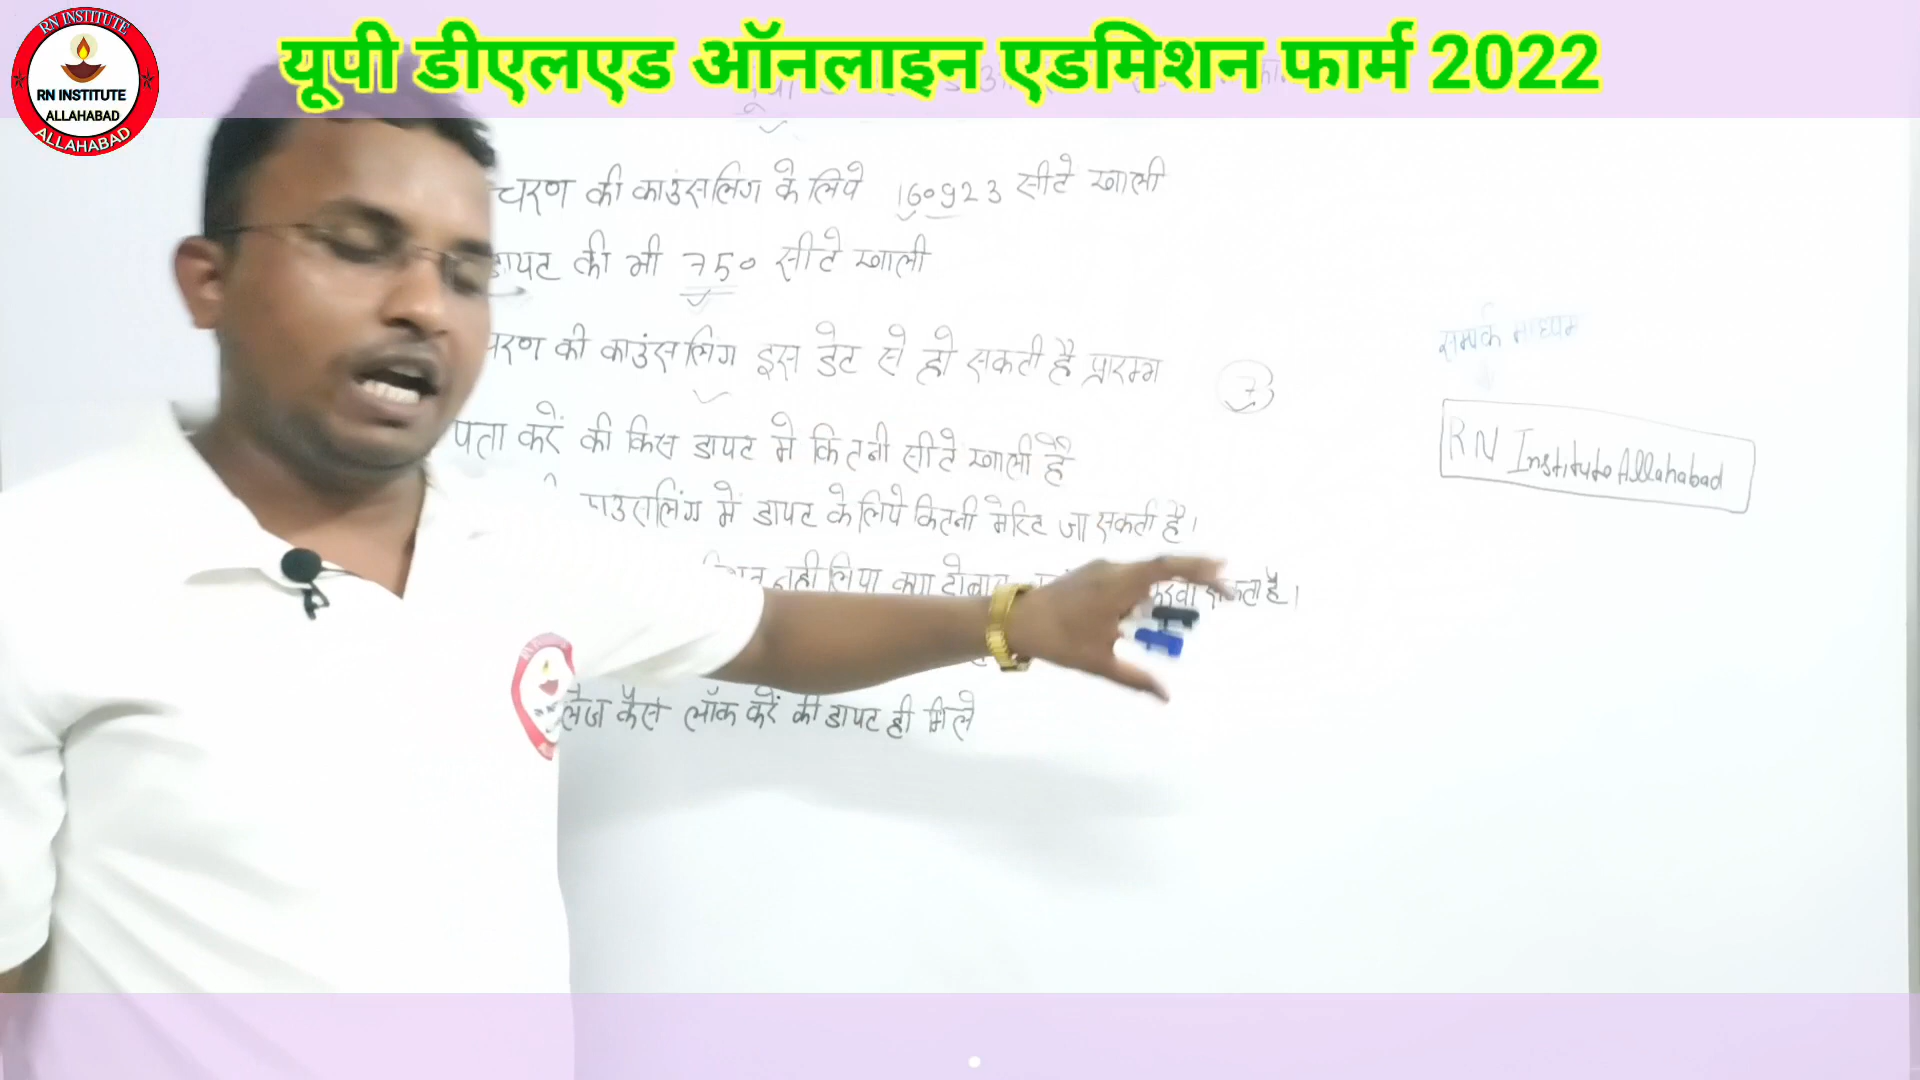 RN INSTITUTE
RN INSTITUTE
ALLAHABAD
ALLAHABAD
यूपी डीएलएड ऑनलाइन एडमिशन फार्म 2022
चरण की काउंसलिंग के लिये 160923 सीटे खाली
डायट की भी 750 सीटे खाली
चरण की काउंसलिंग इस डेट से हो सकती है प्रारम्भ
पता करें की किस डायट मे कितनी सीटे खाली है
में डायट के लिये कितनी मेरिट जा सकती है।
नही लिया क्या है।
कैसे लॉक करें की डायट ही मिले
सम्पर्क माध्यम
RN Institute Allahabad